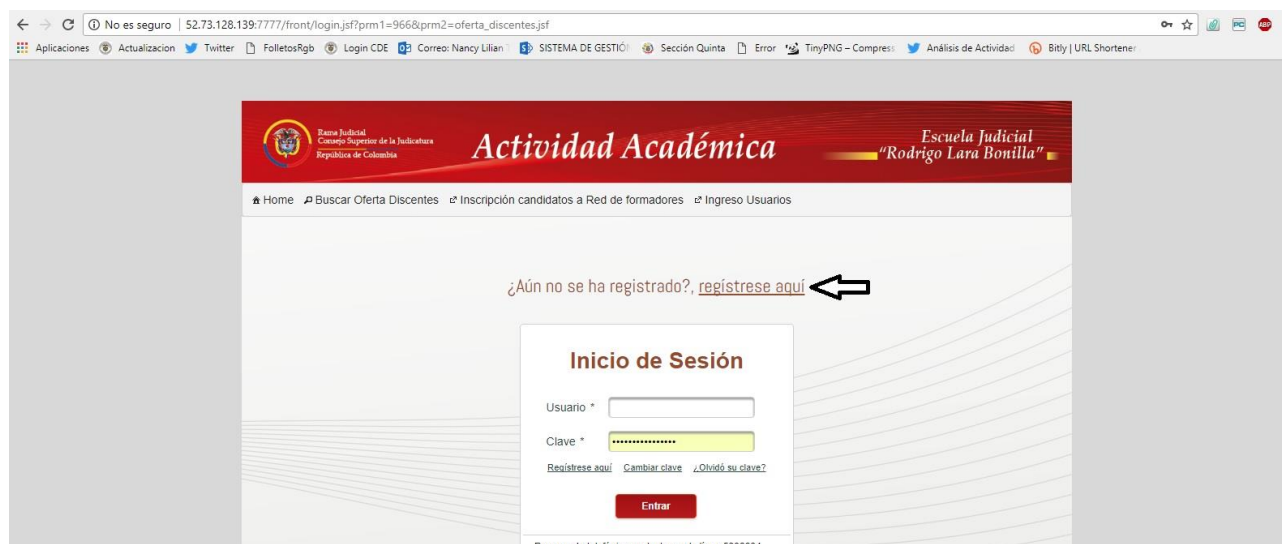 No es seguro | 52.73.128.139:7777/front/login.jsf?prm1=966&prm2=oferta_discentes.jsf
Aplicaciones Actualizacion Twitter FolletosRgb Login CDE Correo: Nancy Lilian SISTEMA DE GESTIÓN Sección Quinta Error TinyPNG – Compress Análisis de Actividad Bitly | URL Shortener
Rama Judicial
Consejo Superior de la Judicatura
República de Colombia
Actividad Académica
Escuela Judicial
"Rodrigo Lara Bonilla"
Home Buscar Oferta Discentes Inscripción candidatos a Red de formadores Ingreso Usuarios
¿Aún no se ha registrado?, regístrese aquí
Inicio de Sesión
Usuario *
Clave * ••••••••••••••••
Regístrese aquí Cambiar clave ¿Olvidó su clave?
Entrar